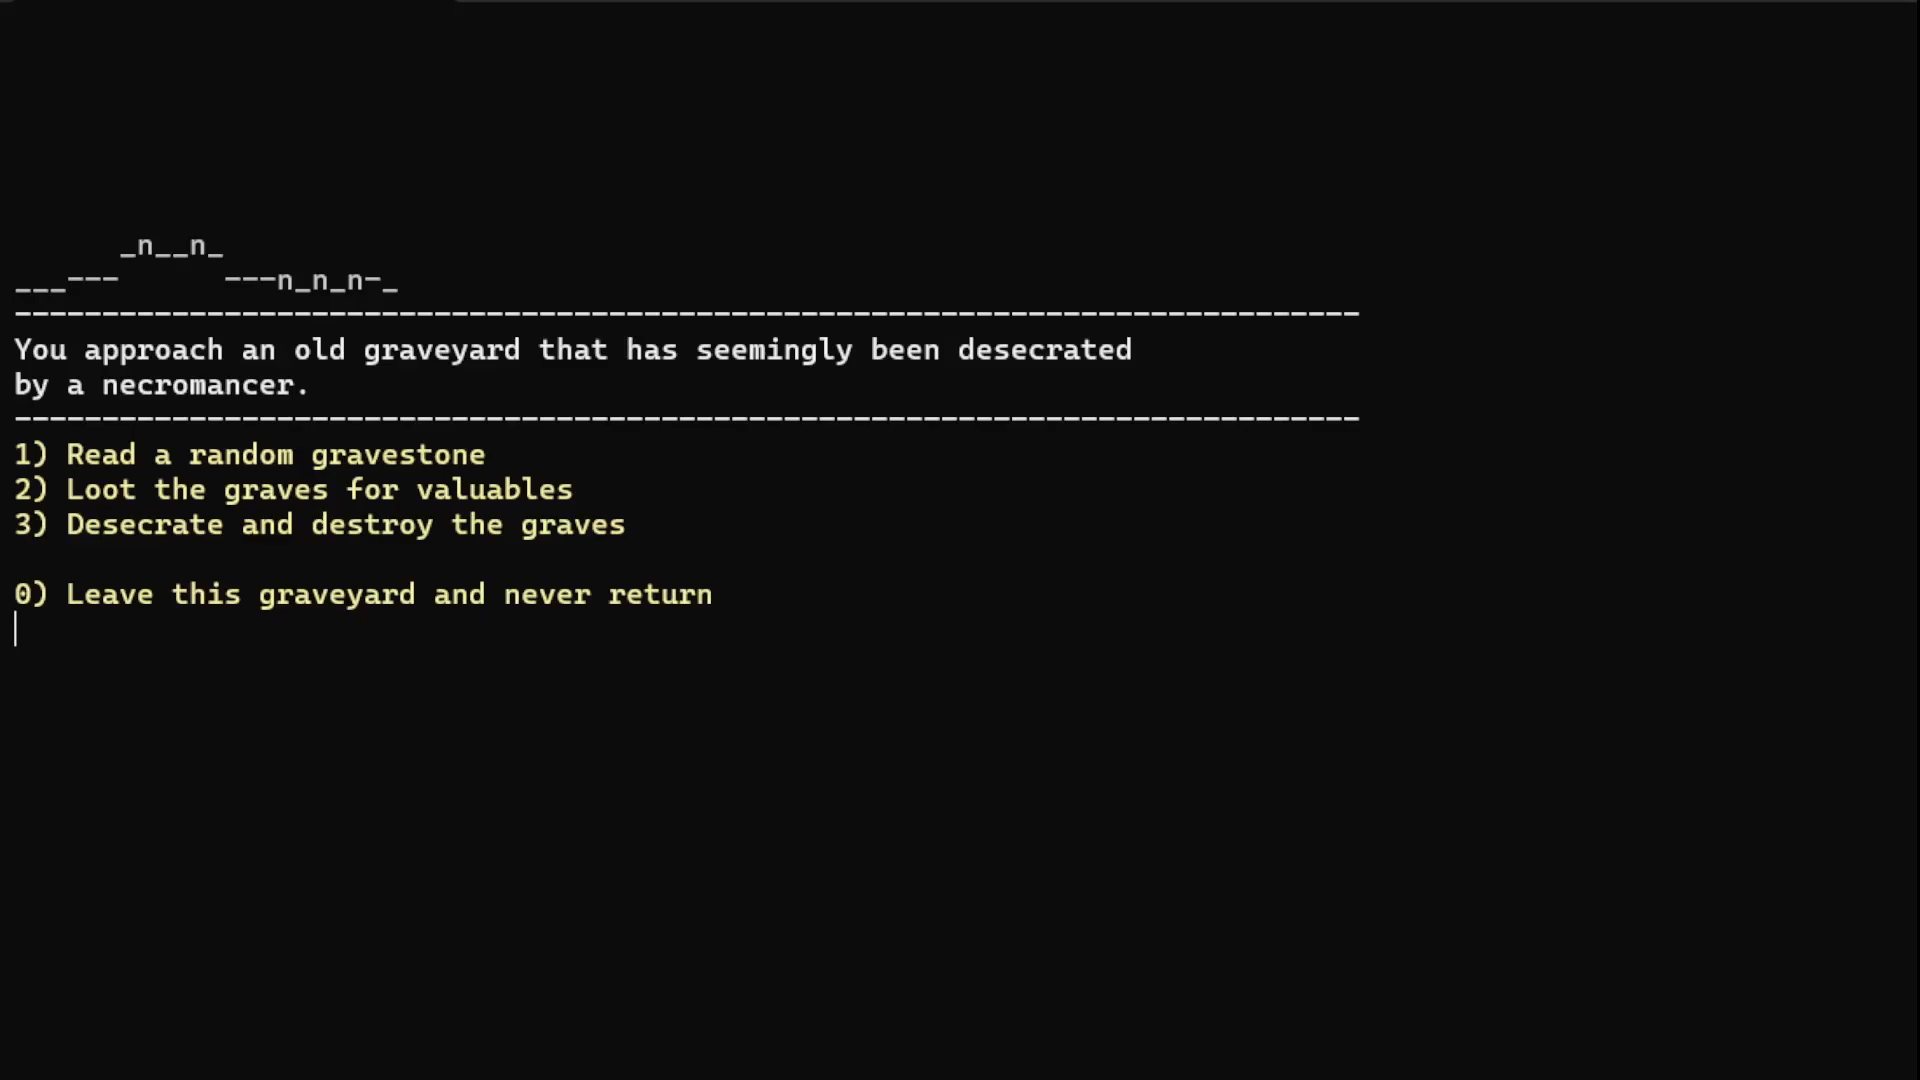 _n__n_
___---      ---n_n_n-_
-----------------------------------------------------------------------------
You approach an old graveyard that has seemingly been desecrated
by a necromancer.
-----------------------------------------------------------------------------
1) Read a random gravestone
2) Loot the graves for valuables
3) Desecrate and destroy the graves
0) Leave this graveyard and never return